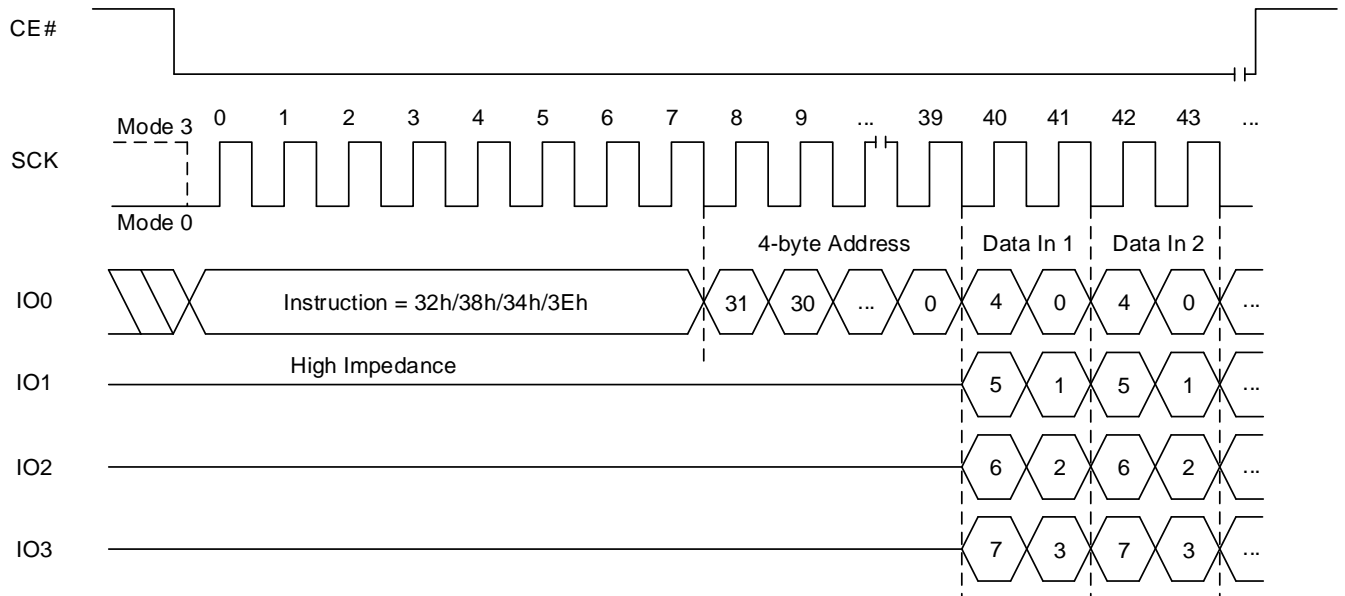 CE#
Mode 3 0 1 2 3 4 5 6 7 8 9 ... 39 40 41 42 43 ...
SCK
Mode 0
4-byte Address Data In 1 Data In 2
IO0 Instruction = 32h/38h/34h/3Eh 31 30 ... 0 4 0 4 0 ...
High Impedance
IO1 5 1 5 1 ...
IO2 6 2 6 2 ...
IO3 7 3 7 3 ...